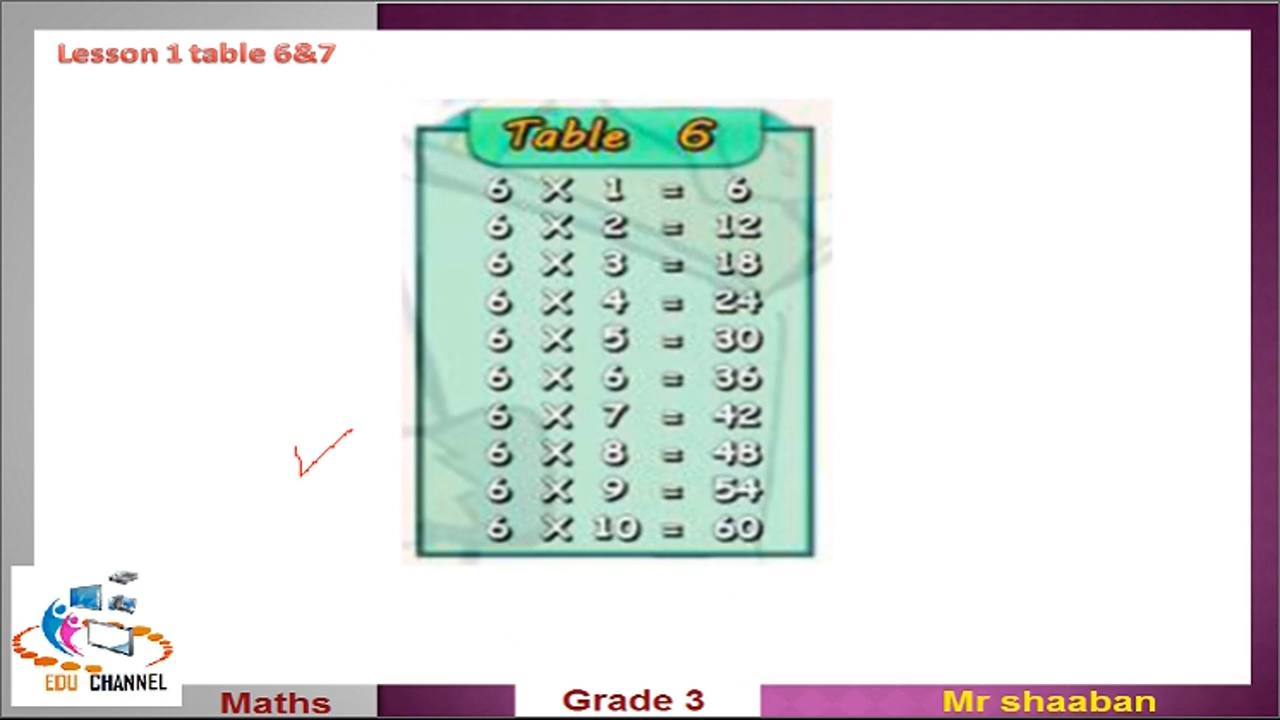 Lesson 1 table 6&7
Table 6
6 X 1 = 6
6 X 2 = 12
6 X 3 = 18
6 X 4 = 24
6 X 5 = 30
6 X 6 = 36
6 X 7 = 42
6 X 8 = 48
6 X 9 = 54
6 X 10 = 60
EDU CHANNEL
Maths
Grade 3
Mr shaaban